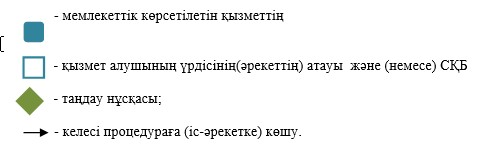 - мемлекеттік көрсетілетін қызметтің
- қызмет алушының үрдісінің(әрекеттің) атауы және (немесе) СҚБ
- таңдау нұсқасы;
- келесі процедураға (іс-әрекетке) көшу.